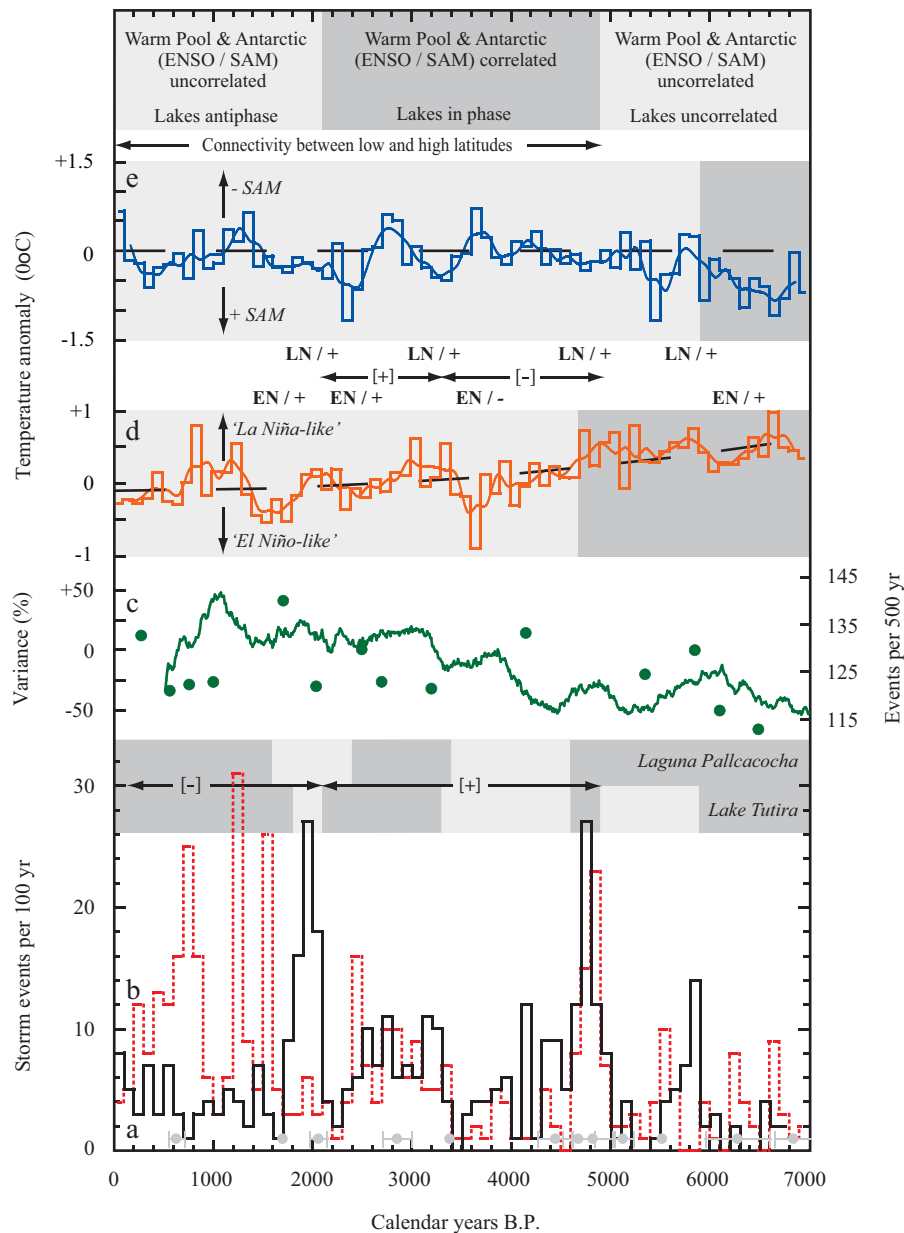 Warm Pool & Antarctic
(ENSO / SAM)
uncorrelated
Lakes antiphase
Warm Pool & Antarctic
(ENSO / SAM) correlated
Lakes in phase
Warm Pool & Antarctic
(ENSO / SAM)
uncorrelated
Lakes uncorrelated
Connectivity between low and high latitudes
+1.5
0
-1.5
e
- SAM
+ SAM
Temperature anomaly (0oC)
LN / +
LN / +
LN / +
LN / +
[+]
[-]
EN / +
EN / +
EN / -
EN / +
+1
0
-1
d
'La Niña-like'
'El Niño-like'
+50
0
-50
Variance (%)
c
145
135
125
115
Events per 500 yr
Laguna Pallcacocha
[-]
[+]
Lake Tutira
30
20
10
0
Storrm events per 100 yr
b
a
0
1000
2000
3000
4000
5000
6000
7000
Calendar years B.P.